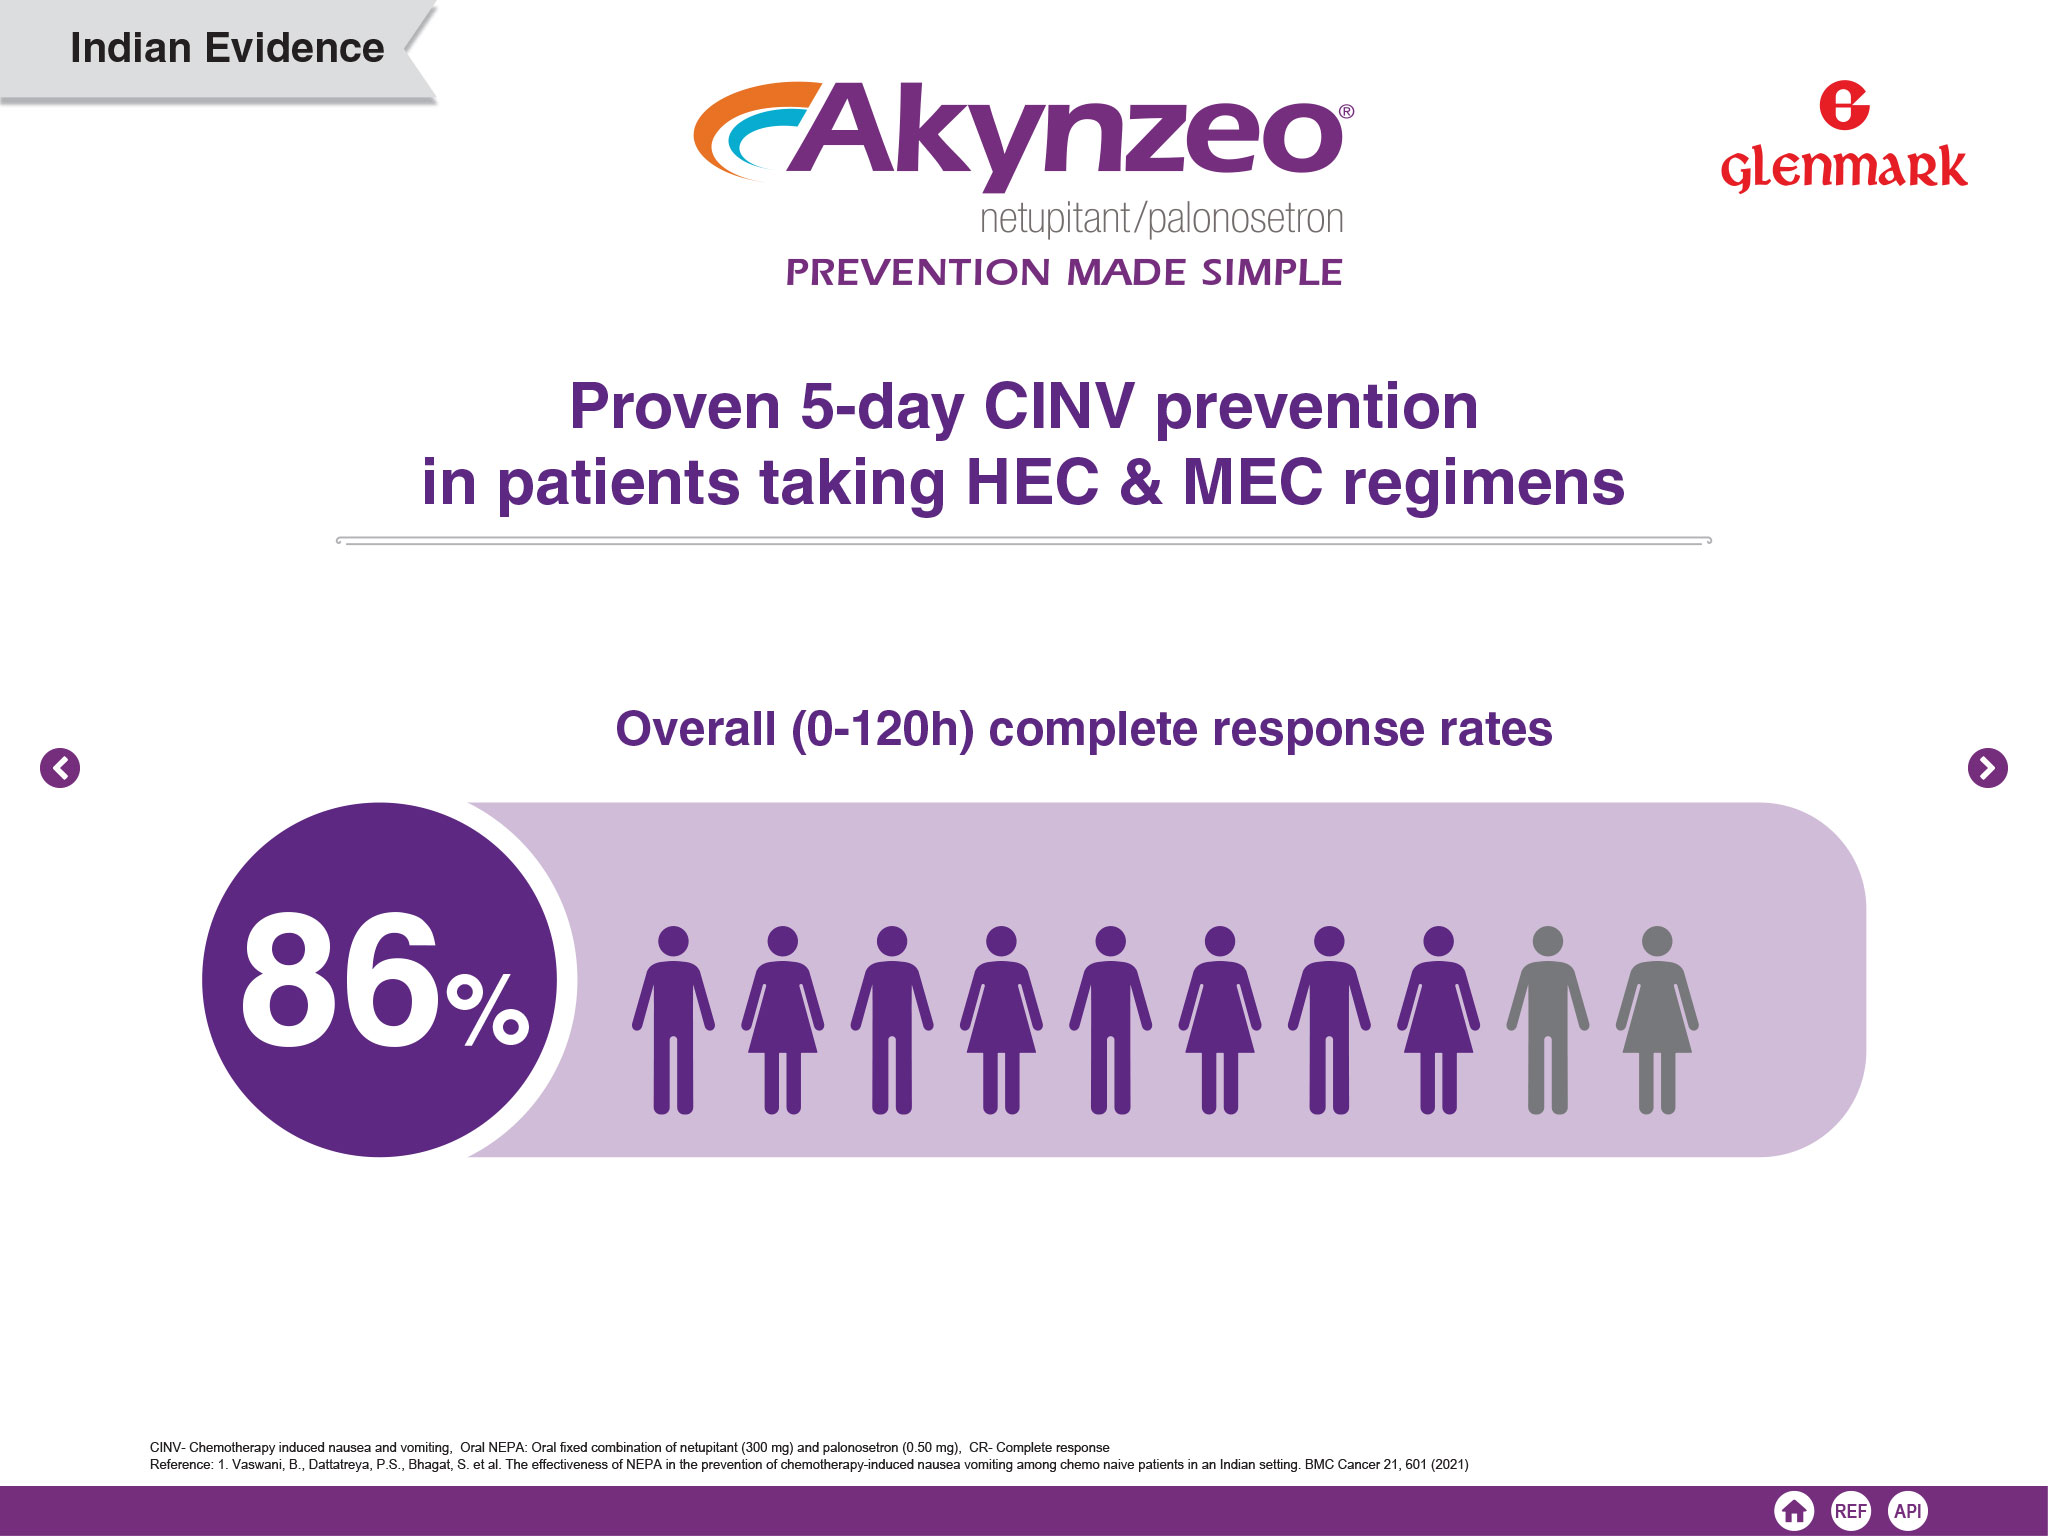 Indian Evidence
Akynzeo®
netupitant/palonosetron
PREVENTION MADE SIMPLE
G
glenmark
Proven 5-day CINV prevention
in patients taking HEC & MEC regimens
Overall (0-120h) complete response rates
86%
CINV- Chemotherapy induced nausea and vomiting,  Oral NEPA: Oral fixed combination of netupitant (300 mg) and palonosetron (0.50 mg),  CR- Complete response
Reference: 1. Vaswani, B., Dattatreya, P.S., Bhagat, S. et al. The effectiveness of NEPA in the prevention of chemotherapy-induced nausea vomiting among chemo naive patients in an Indian setting. BMC Cancer 21, 601 (2021)
REF API